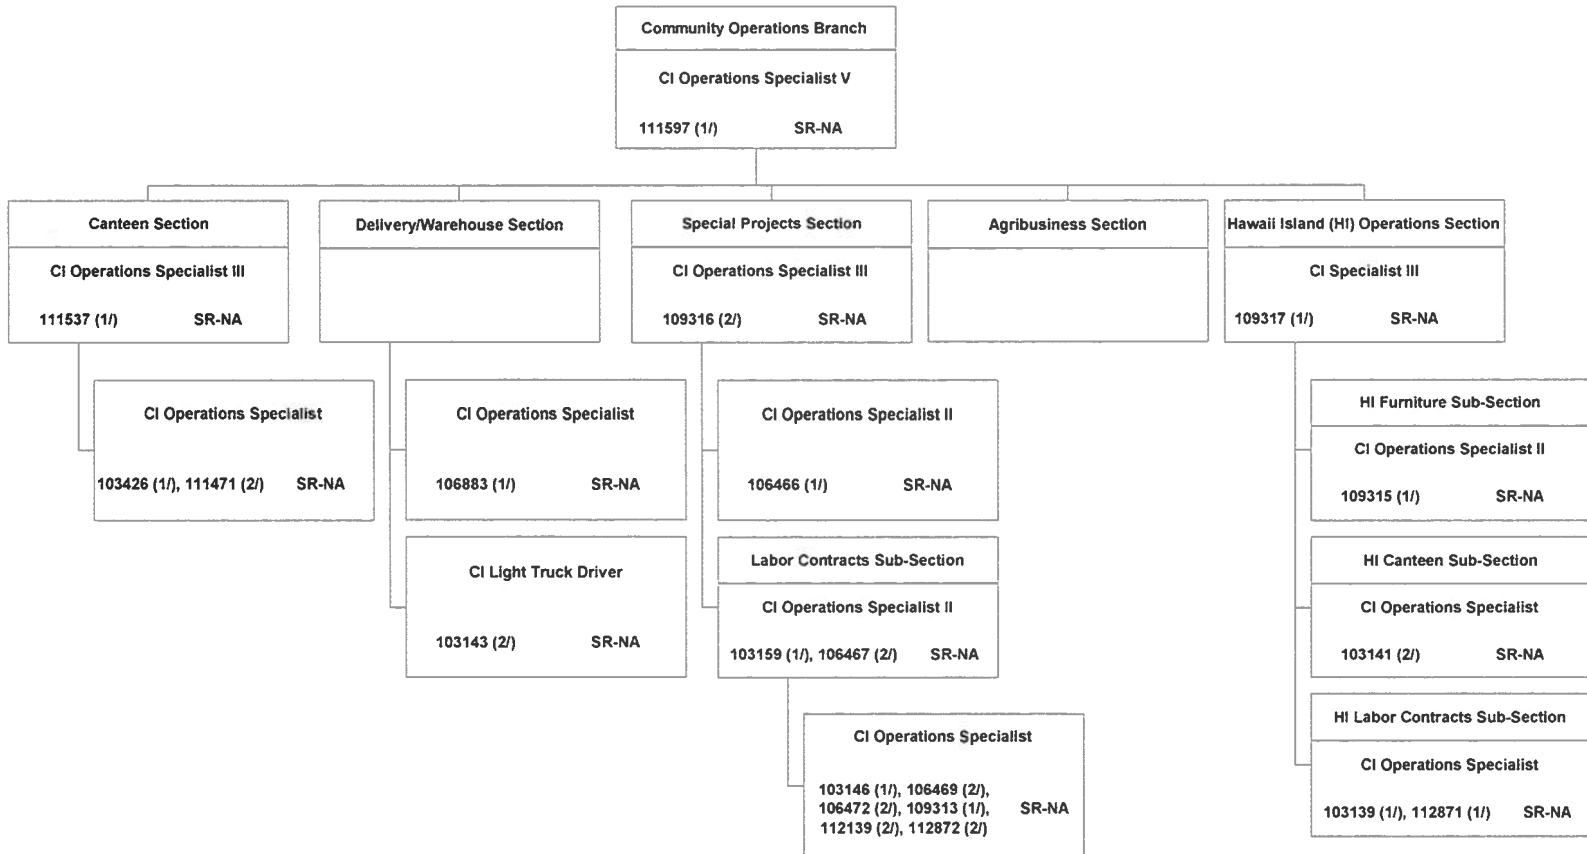 Community Operations Branch
CI Operations Specialist V
111597 (1/) SR-NA
Canteen Section
CI Operations Specialist III
111537 (1/) SR-NA
Delivery/Warehouse Section
Special Projects Section
CI Operations Specialist III
109316 (2/) SR-NA
Agribusiness Section
Hawaii Island (HI) Operations Section
CI Specialist III
109317 (1/) SR-NA
CI Operations Specialist
103426 (1/), 111471 (2/) SR-NA
CI Operations Specialist
106883 (1/) SR-NA
CI Light Truck Driver
103143 (2/) SR-NA
CI Operations Specialist II
106466 (1/) SR-NA
Labor Contracts Sub-Section
CI Operations Specialist II
103159 (1/), 106467 (2/) SR-NA
CI Operations Specialist
103146 (1/), 106469 (2/),
106472 (2/), 109313 (1/), SR-NA
112139 (2/), 112872 (2/)
HI Furniture Sub-Section
CI Operations Specialist II
109315 (1/) SR-NA
HI Canteen Sub-Section
CI Operations Specialist
103141 (2/) SR-NA
HI Labor Contracts Sub-Section
CI Operations Specialist
103139 (1/), 112871 (1/) SR-NA